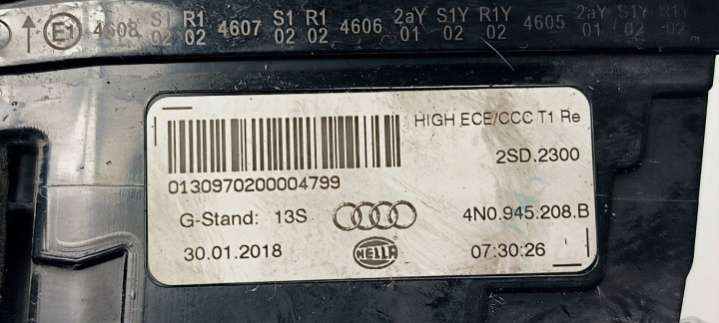 E1 4608 S1 R1 4607 S1 R1 4606 2aY S1Y R1Y 4605 2aY S1Y R1Y
02 02 02 02 01 02 02 01 02 02
HIGH ECE/CCC T1 Re
2SD.2300
0130970200004799
G-Stand: 13S
4N0.945.208.B
30.01.2018
HELLA
07:30:26